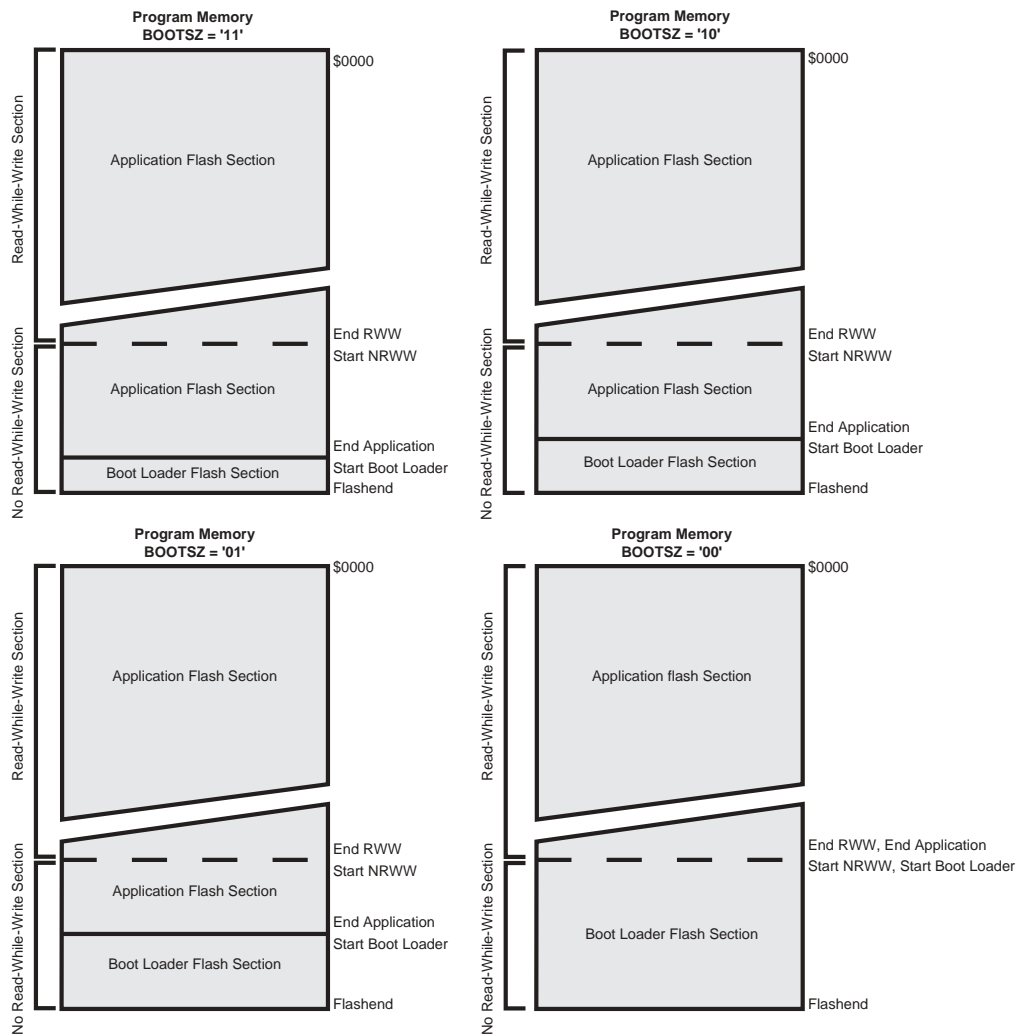 Program Memory
BOOTSZ = '11'
$0000
Read-While-Write Section
Application Flash Section
End RWW
Start NRWW
No Read-While-Write Section
Application Flash Section
End Application
Start Boot Loader
Boot Loader Flash Section
Flashend
Program Memory
BOOTSZ = '10'
$0000
Read-While-Write Section
Application Flash Section
End RWW
Start NRWW
No Read-While-Write Section
Application Flash Section
End Application
Start Boot Loader
Boot Loader Flash Section
Flashend
Program Memory
BOOTSZ = '01'
$0000
Read-While-Write Section
Application Flash Section
End RWW
Start NRWW
No Read-While-Write Section
Application Flash Section
End Application
Start Boot Loader
Boot Loader Flash Section
Flashend
Program Memory
BOOTSZ = '00'
$0000
Read-While-Write Section
Application flash Section
End RWW, End Application
Start NRWW, Start Boot Loader
No Read-While-Write Section
Boot Loader Flash Section
Flashend